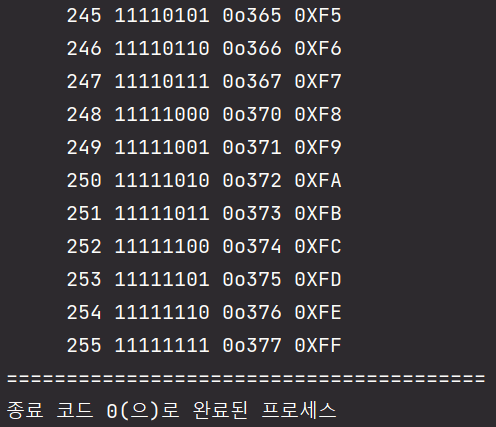 245 11110101 0o365 0XF5
246 11110110 0o366 0XF6
247 11110111 0o367 0XF7
248 11111000 0o370 0XF8
249 11111001 0o371 0XF9
250 11111010 0o372 0XFA
251 11111011 0o373 0XFB
252 11111100 0o374 0XFC
253 11111101 0o375 0XFD
254 11111110 0o376 0XFE
255 11111111 0o377 0XFF
========================================
종료 코드 0(으)로 완료된 프로세스